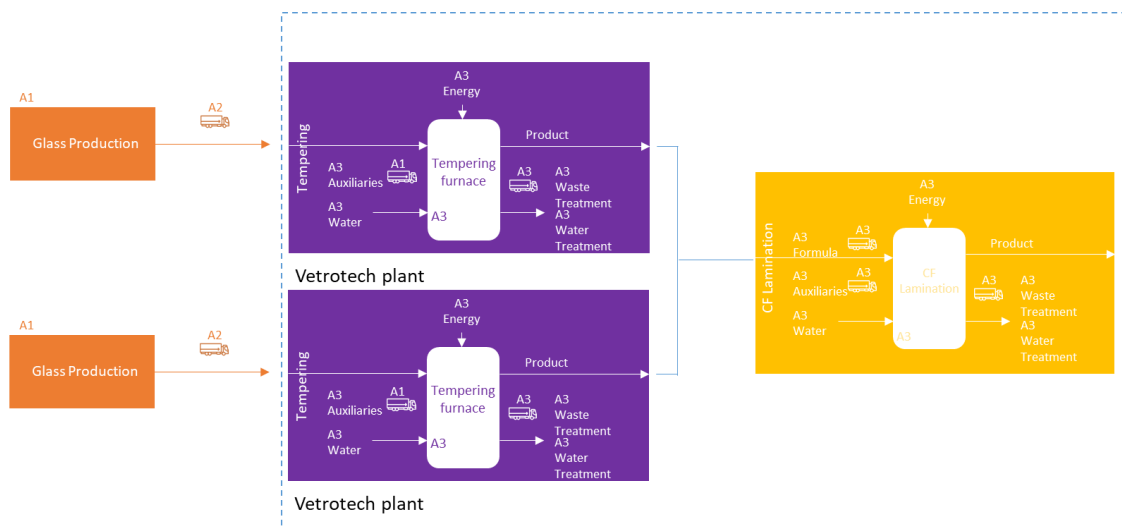 A1
Glass Production
A2
Tempering
A3
Energy
Product
A3
Auxiliaries
A1
Tempering
furnace
A3
A3
Waste
Treatment
A3
Water
A3
A3
Water
Treatment
Vetrotech plant
A1
Glass Production
A2
Tempering
A3
Energy
Product
A3
Auxiliaries
A1
Tempering
furnace
A3
A3
Waste
Treatment
A3
Water
A3
A3
Water
Treatment
Vetrotech plant
CF Lamination
A3
Energy
A3
Formula
A3
Product
A3
Auxiliaries
A3
CF
Lamination
A3
A3
Waste
Treatment
A3
Water
A3
A3
Water
Treatment